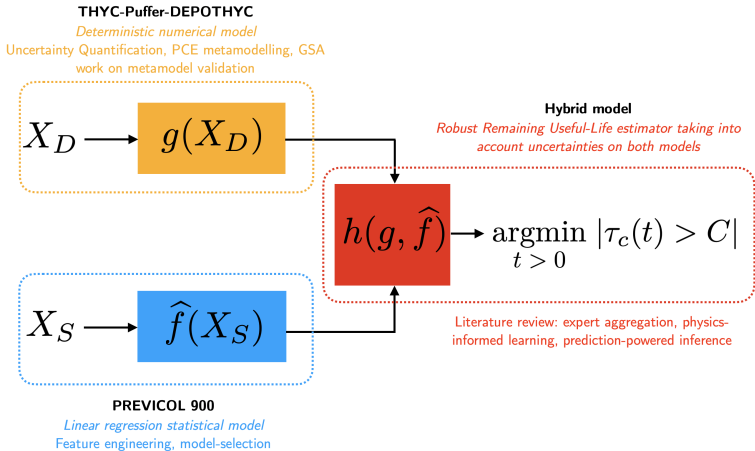 THYC-Puffer-DEPOTHYC
Deterministic numerical model
Uncertainty Quantification, PCE metamodelling, GSA
work on metamodel validation
X_D
g(X_D)
Hybrid model
Robust Remaining Useful-Life estimator taking into
account uncertainties on both models
h(g, \widehat{f})
argmin |τ_c(t) > C|
t > 0
X_S
\widehat{f}(X_S)
Literature review: expert aggregation, physics-
informed learning, prediction-powered inference
PREVICOL 900
Linear regression statistical model
Feature engineering, model-selection